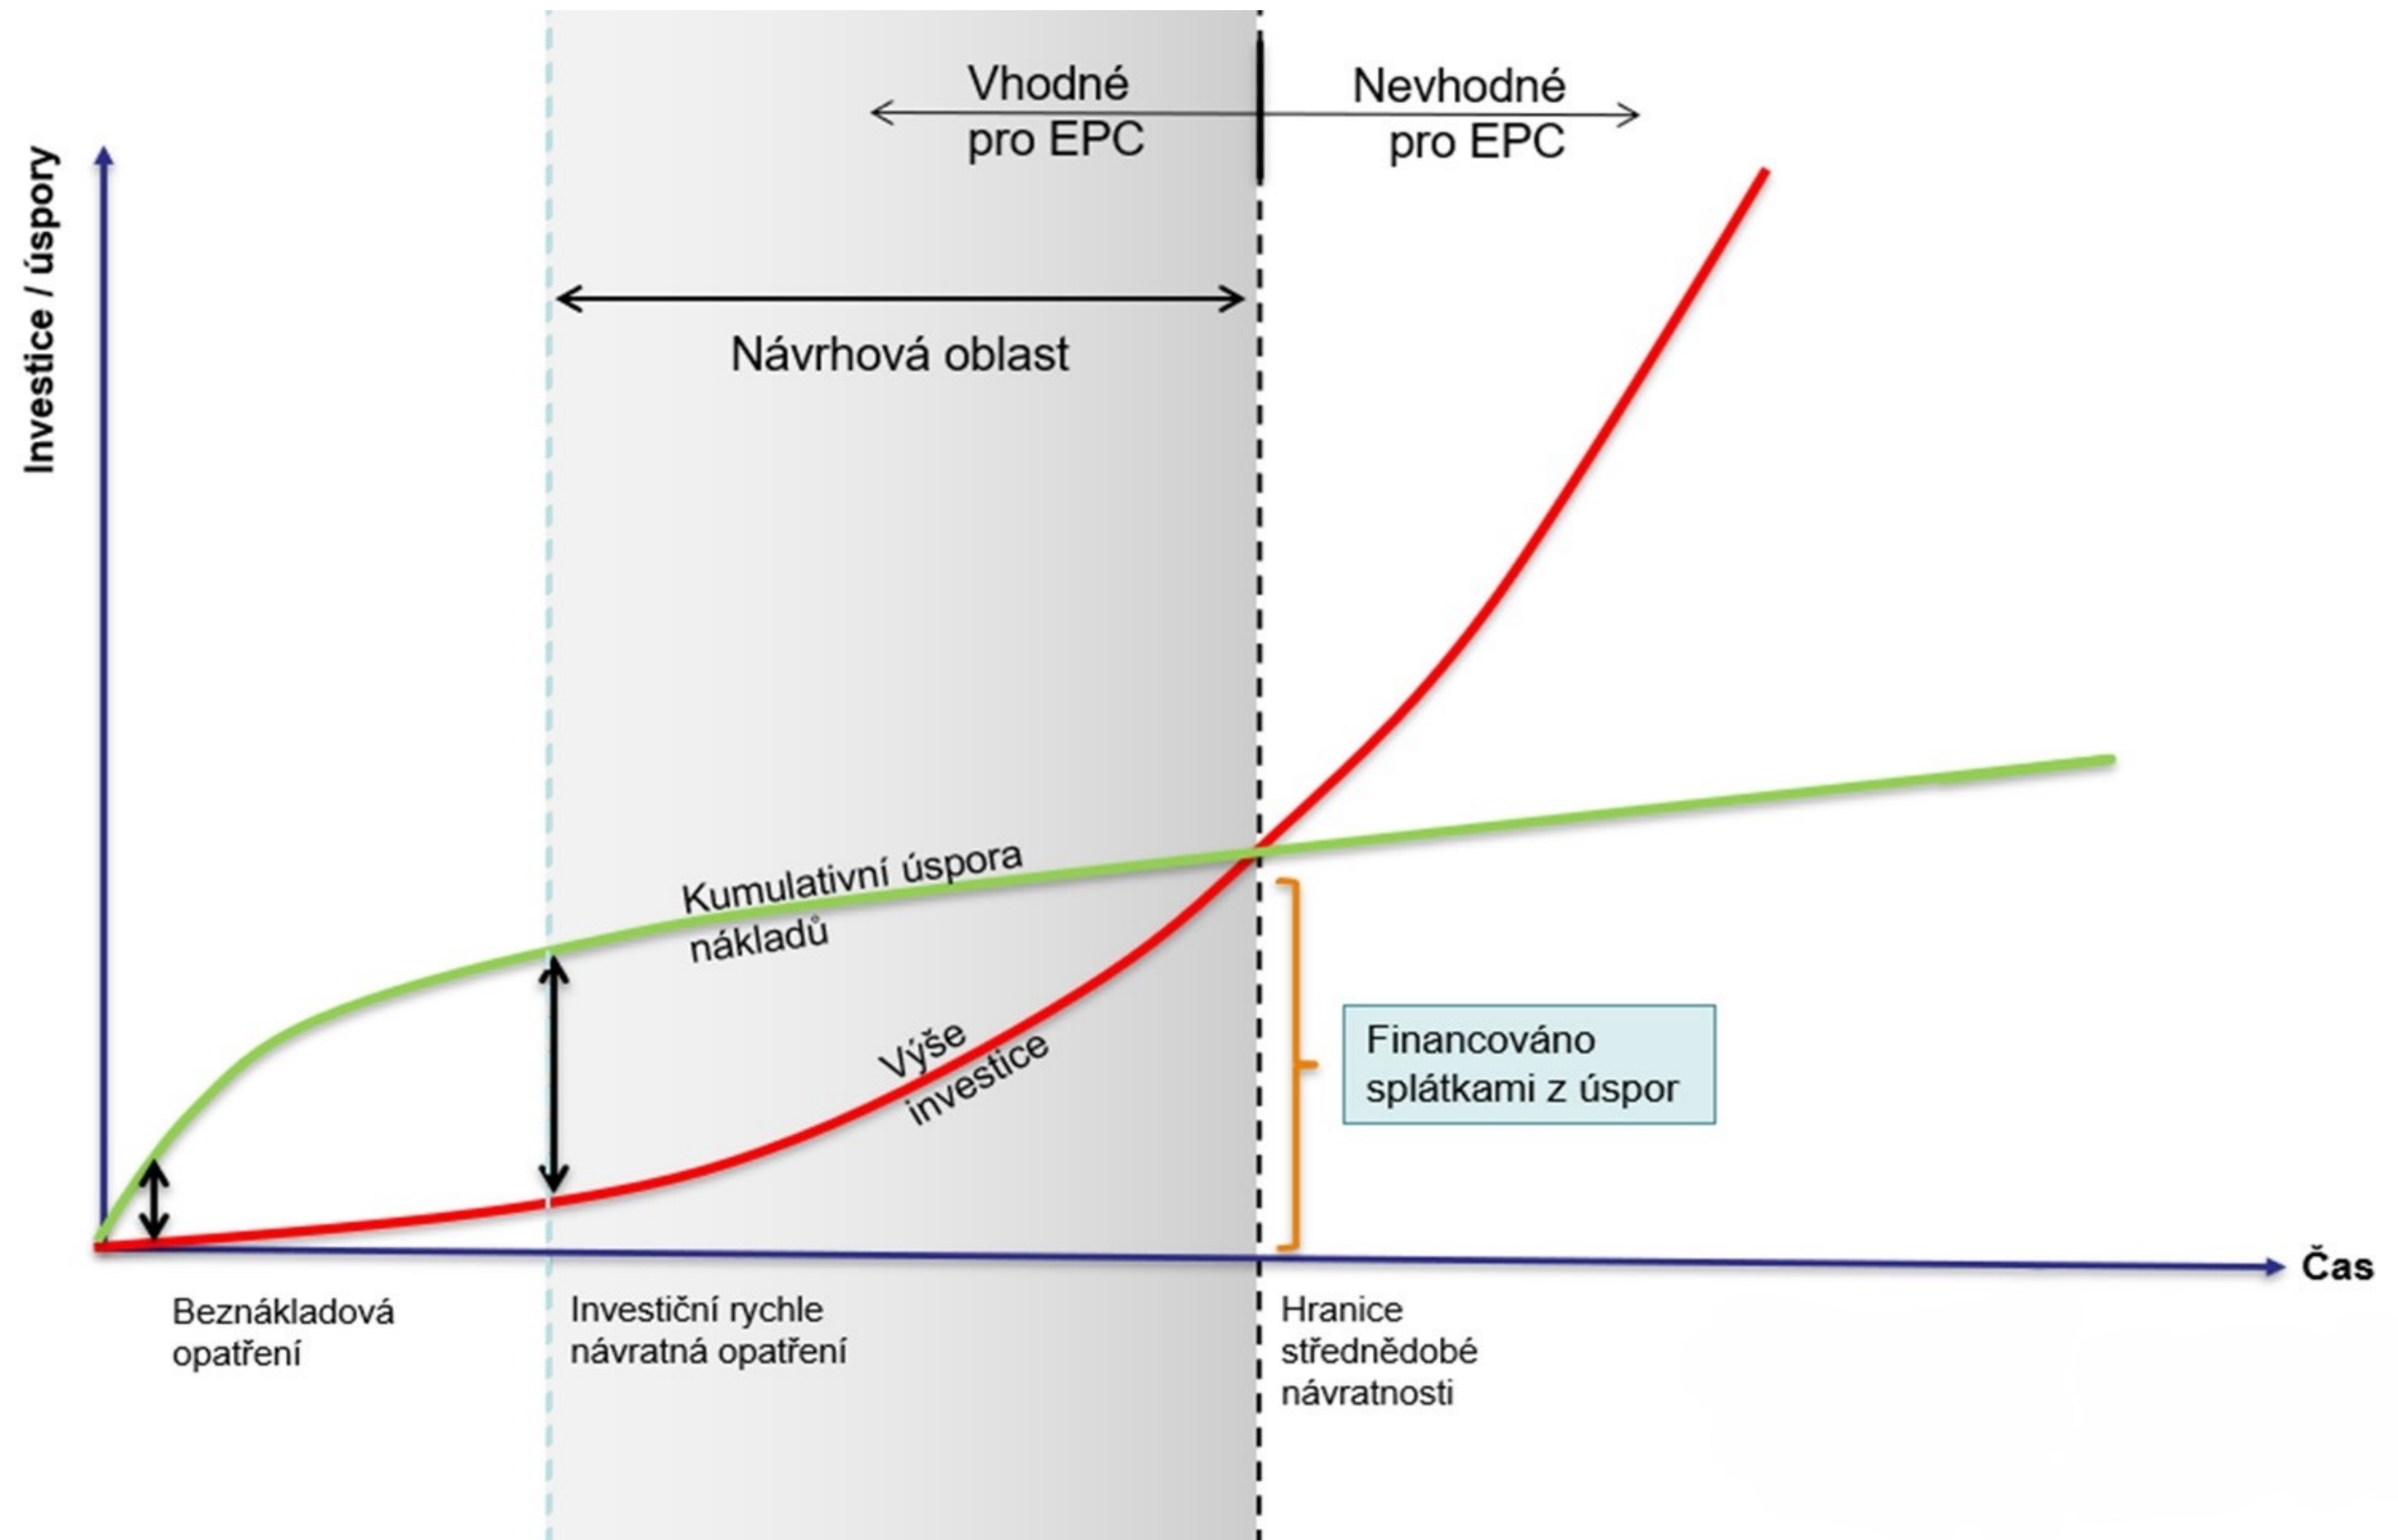 Vhodné
pro EPC
Nevhodné
pro EPC
Investice / úspory
Návrhová oblast
Kumulativní úspora
nákladů
Výše
investice
Financováno
splátkami z úspor
Čas
Beznákladová
opatření
Investiční rychle
návratná opatření
Hranice
střednědobé
návratnosti